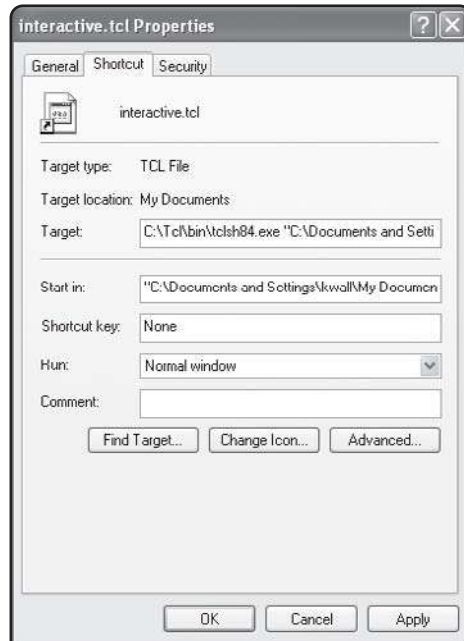 interactive.tcl Properties
General Shortcut Security
interactive.tcl
Target type: TCL File
Target location: My Documents
Target: C:\Tcl\bin\tclsh84.exe "C:\Documents and Setti
Start in: "C:\Documents and Settings\kwall\My Documen
Shortcut key: None
Run: Normal window
Comment:
Find Target... Change Icon... Advanced...
OK Cancel Apply